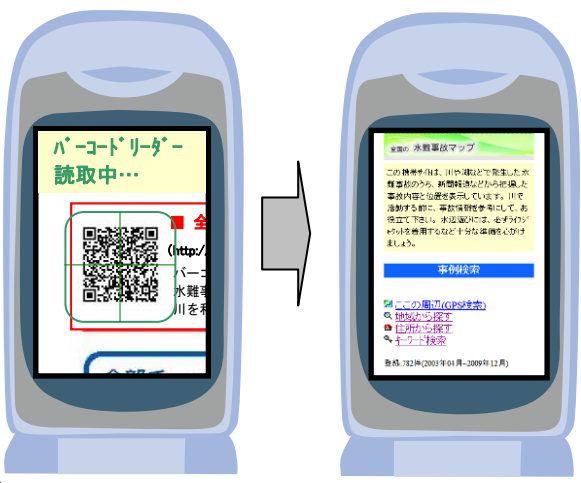 バーコードリーダー
読取中…
■ 全
(http:/
バーコ
水難事
川を利
全国の 水難事故マップ
この携帯サイトは、川や湖などで発生した水
難事故のうち、新聞報道などから把握した
事故内容と位置を表示しています。川で
活動する前に、事故情報を参考にして、お
役立て下さい。水辺遊びには、必ずライフジ
ャケットを着用するなど十分な準備を心がけ
ましょう。
事例検索
ここの周辺(GPS検索)
地域から探す
住所から探す
キーワード検索
登録:782件(2003年04月~2009年12月)